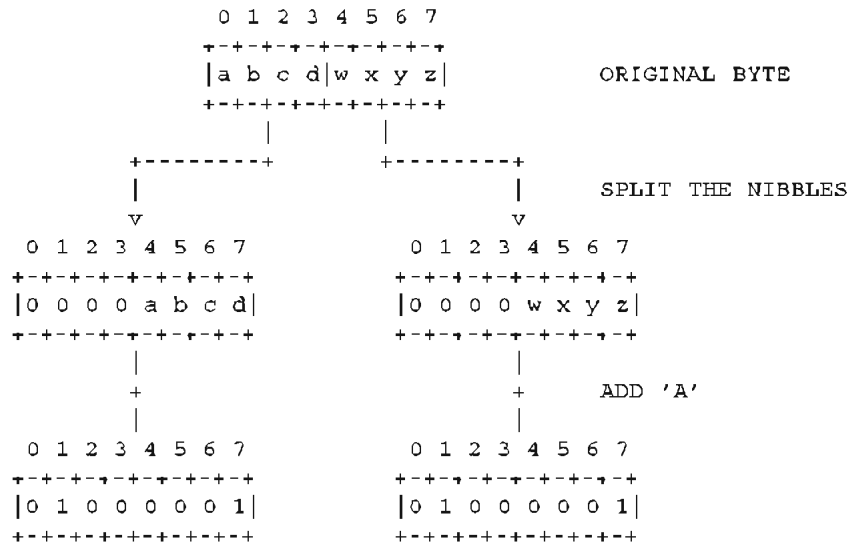 0 1 2 3 4 5 6 7
+-+-+-+-+-+-+-+-+
|a b c d|w x y z| ORIGINAL BYTE
+-+-+-+-+-+-+-+-+
| |
+--------+ +--------+
| | SPLIT THE NIBBLES
v v
0 1 2 3 4 5 6 7 0 1 2 3 4 5 6 7
+-+-+-+-+-+-+-+-+ +-+-+-+-+-+-+-+-+
|0 0 0 0 a b c d| |0 0 0 0 w x y z|
+-+-+-+-+-+-+-+-+ +-+-+-+-+-+-+-+-+
| |
+ + ADD 'A'
| |
0 1 2 3 4 5 6 7 0 1 2 3 4 5 6 7
+-+-+-+-+-+-+-+-+ +-+-+-+-+-+-+-+-+
|0 1 0 0 0 0 0 1| |0 1 0 0 0 0 0 1|
+-+-+-+-+-+-+-+-+ +-+-+-+-+-+-+-+-+